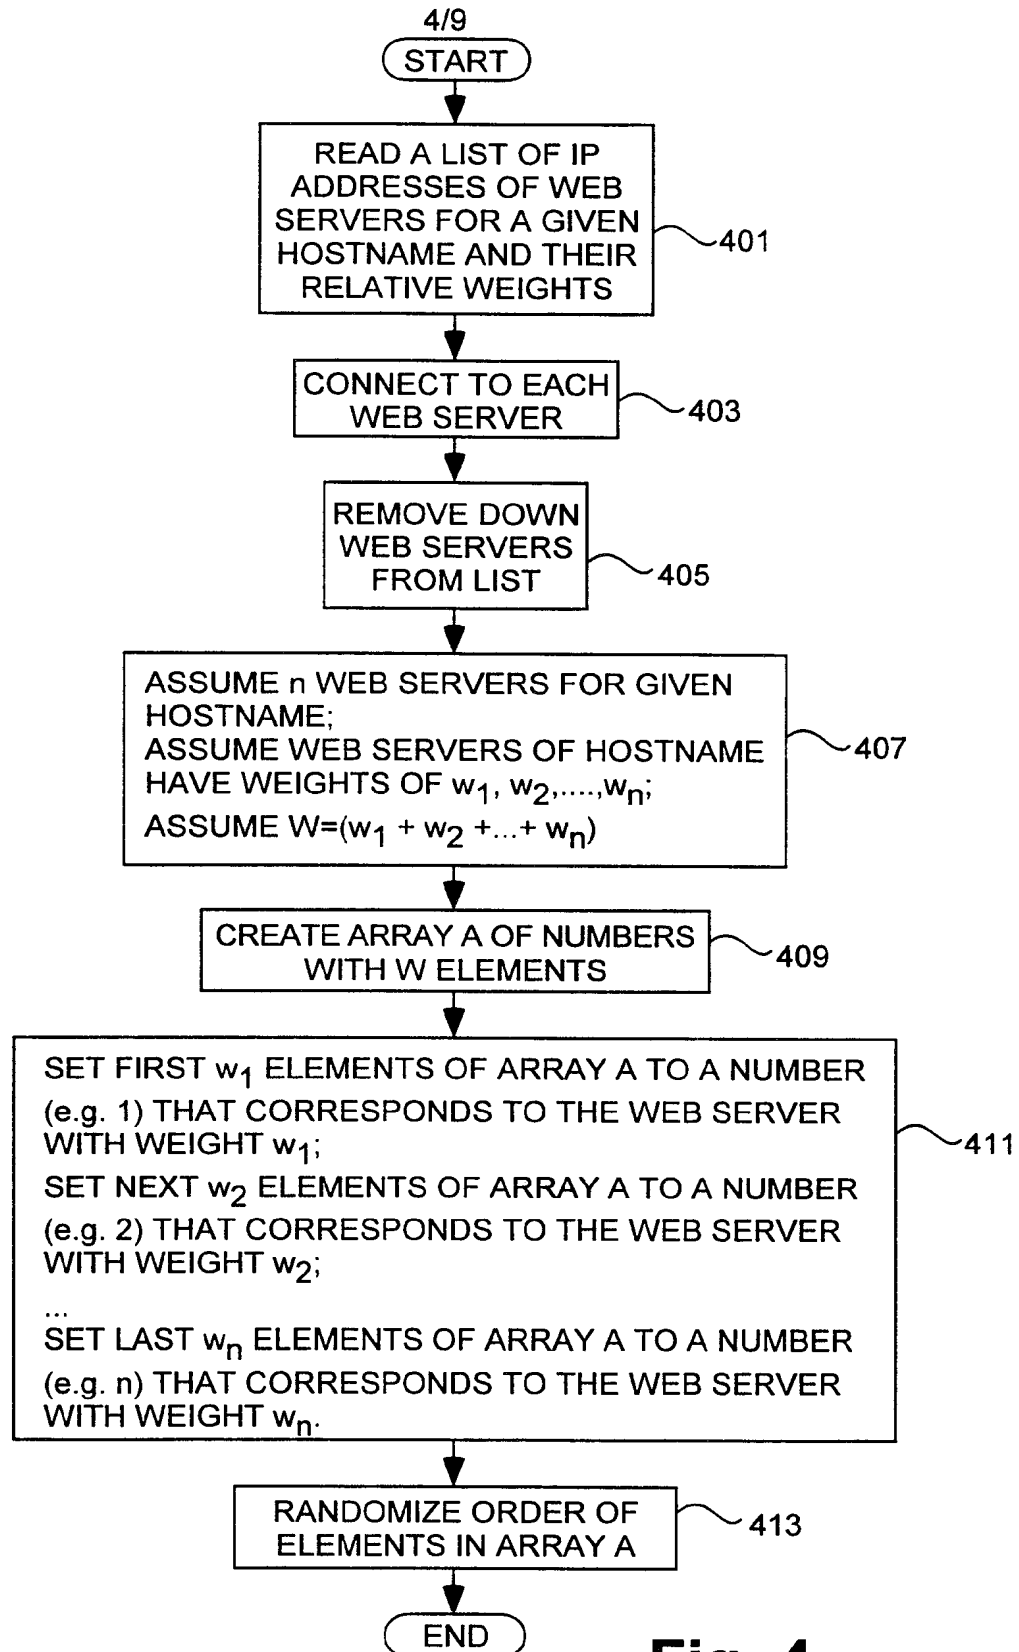 4/9
START
READ A LIST OF IP
ADDRESSES OF WEB
SERVERS FOR A GIVEN
HOSTNAME AND THEIR
RELATIVE WEIGHTS
401
CONNECT TO EACH
WEB SERVER
403
REMOVE DOWN
WEB SERVERS
FROM LIST
405
ASSUME n WEB SERVERS FOR GIVEN
HOSTNAME;
ASSUME WEB SERVERS OF HOSTNAME
HAVE WEIGHTS OF w1, w2,....,wn;
ASSUME W=(w1 + w2 +...+ wn)
407
CREATE ARRAY A OF NUMBERS
WITH W ELEMENTS
409
SET FIRST w1 ELEMENTS OF ARRAY A TO A NUMBER
(e.g. 1) THAT CORRESPONDS TO THE WEB SERVER
WITH WEIGHT w1;
SET NEXT w2 ELEMENTS OF ARRAY A TO A NUMBER
(e.g. 2) THAT CORRESPONDS TO THE WEB SERVER
WITH WEIGHT w2;
...
SET LAST wn ELEMENTS OF ARRAY A TO A NUMBER
(e.g. n) THAT CORRESPONDS TO THE WEB SERVER
WITH WEIGHT wn.
411
RANDOMIZE ORDER OF
ELEMENTS IN ARRAY A
413
END
Fig. 4